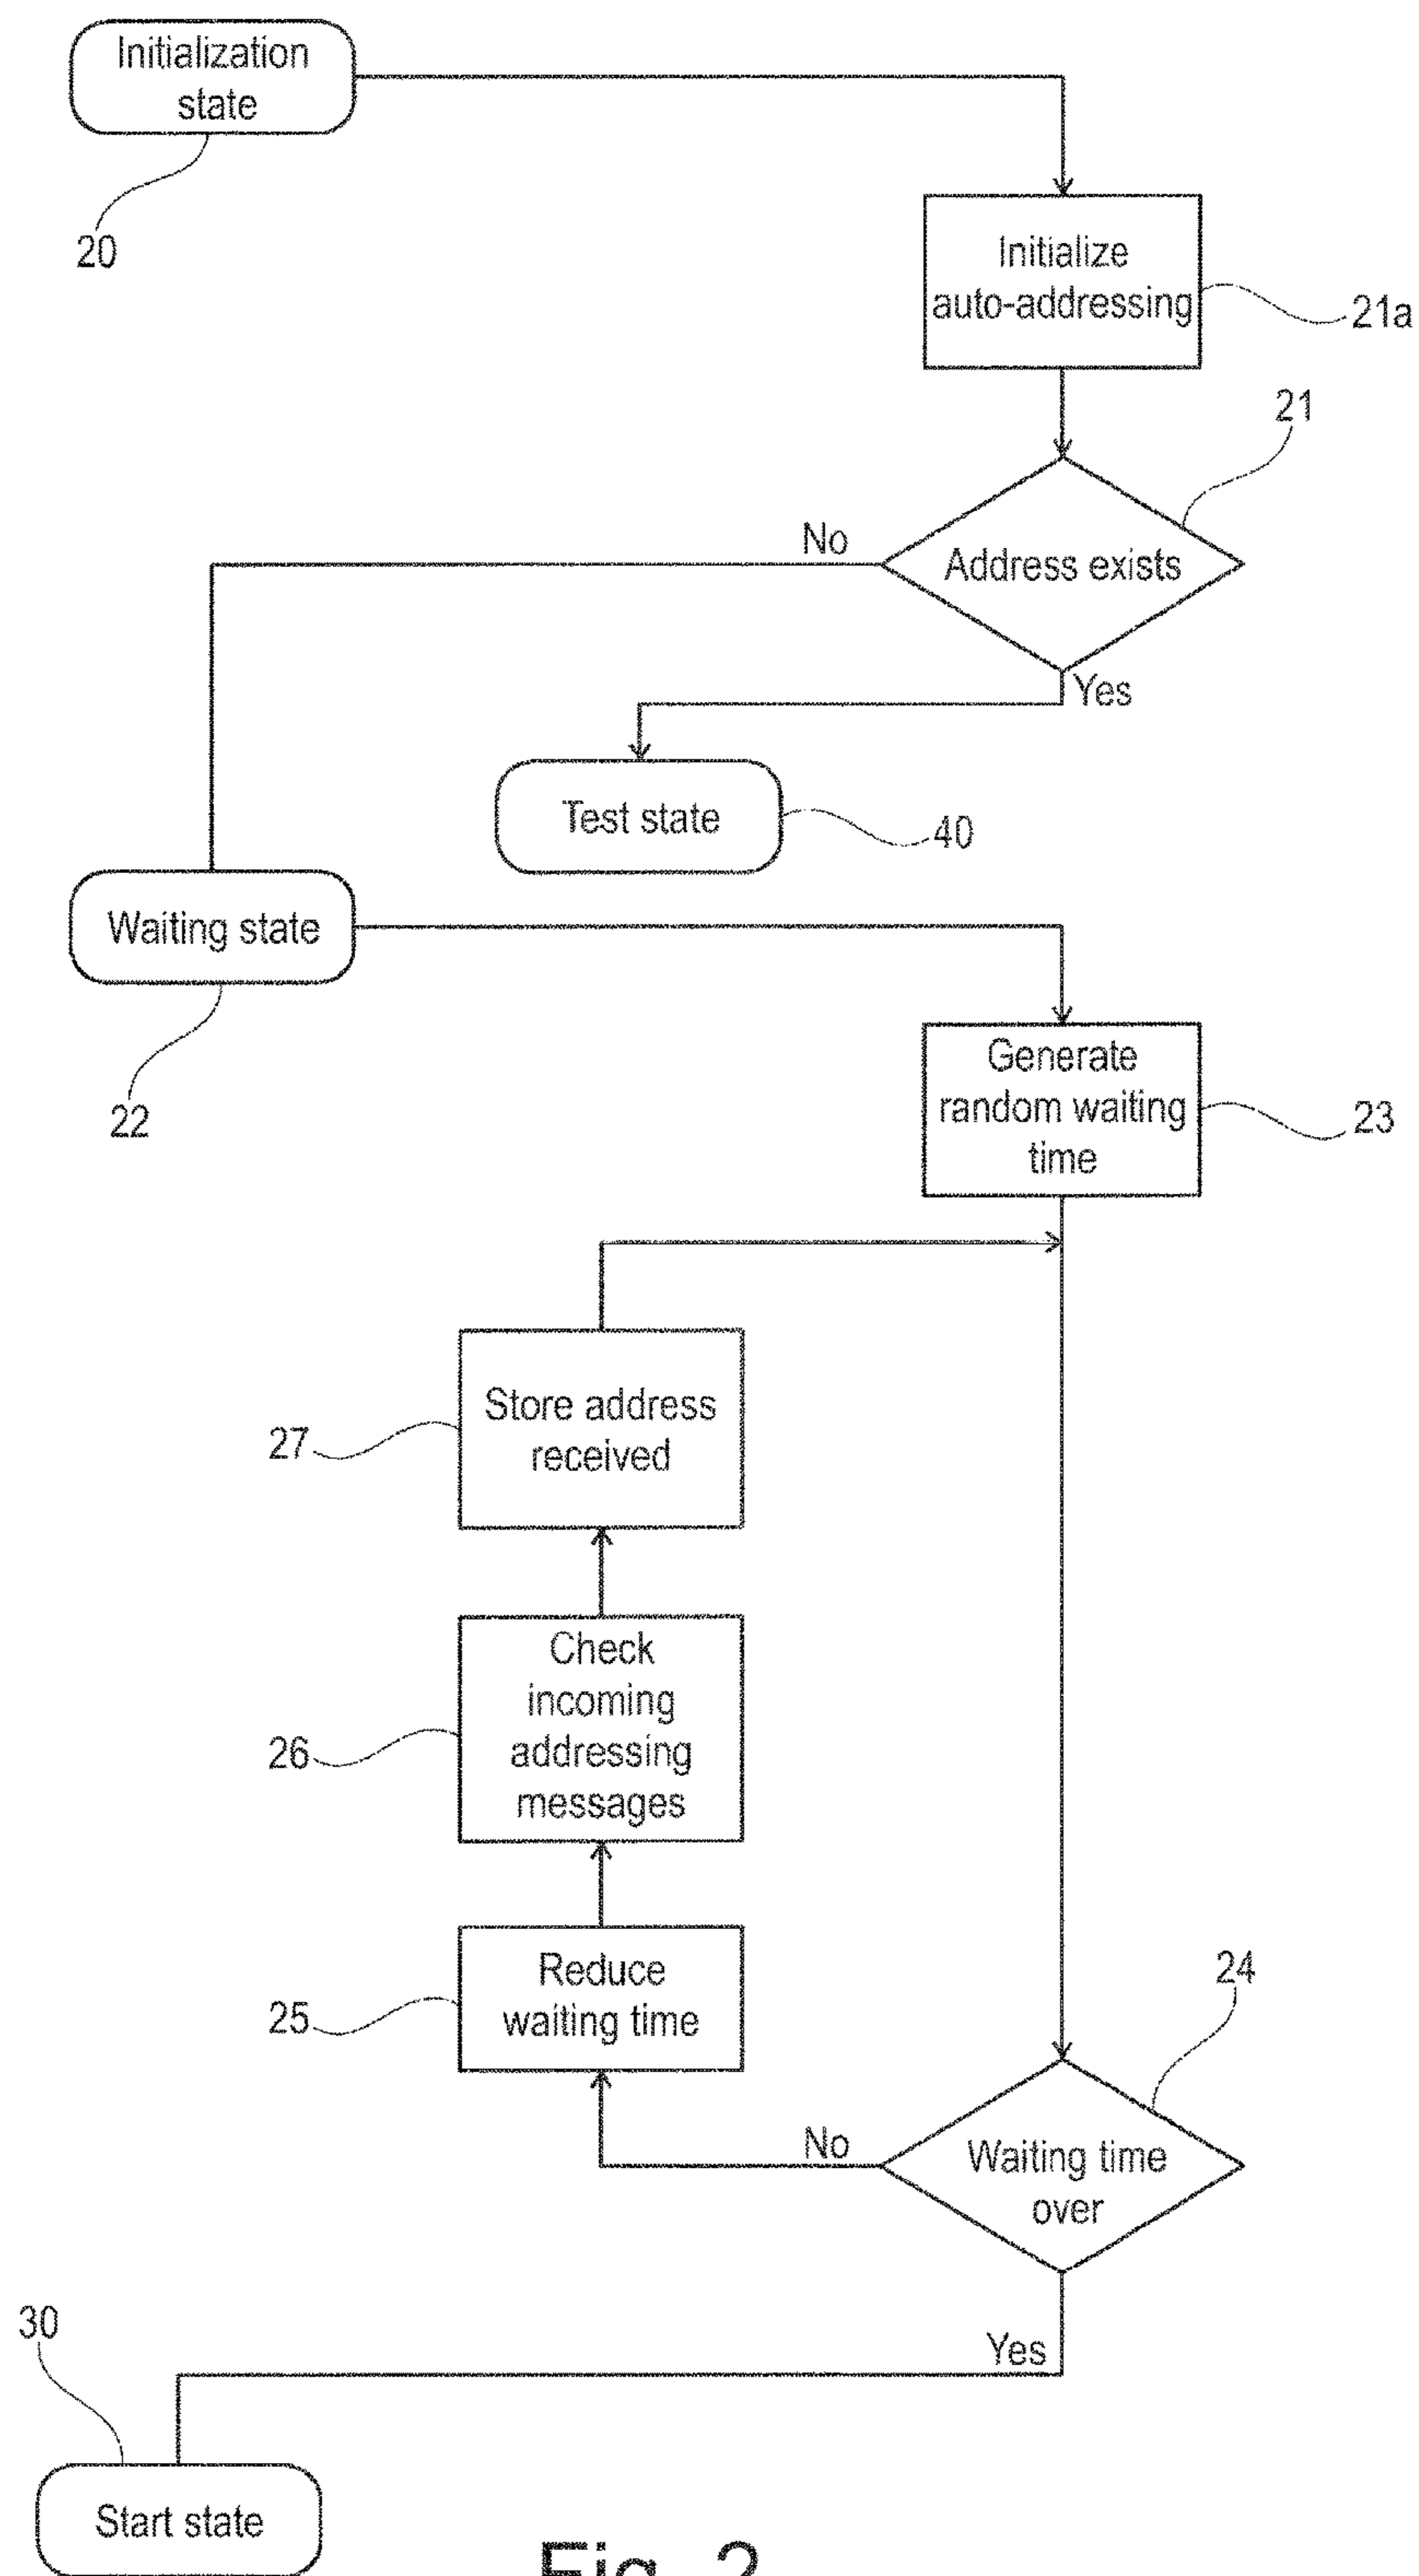 Initialization
state
20
Initialize
auto-addressing
21a
21
No
Address exists
Yes
Test state
40
Waiting state
22
Generate
random waiting
time
23
Store address
received
27
Check
incoming
addressing
messages
26
Reduce
waiting time
25
24
No
Waiting time
over
Yes
30
Start state
Fig. 2